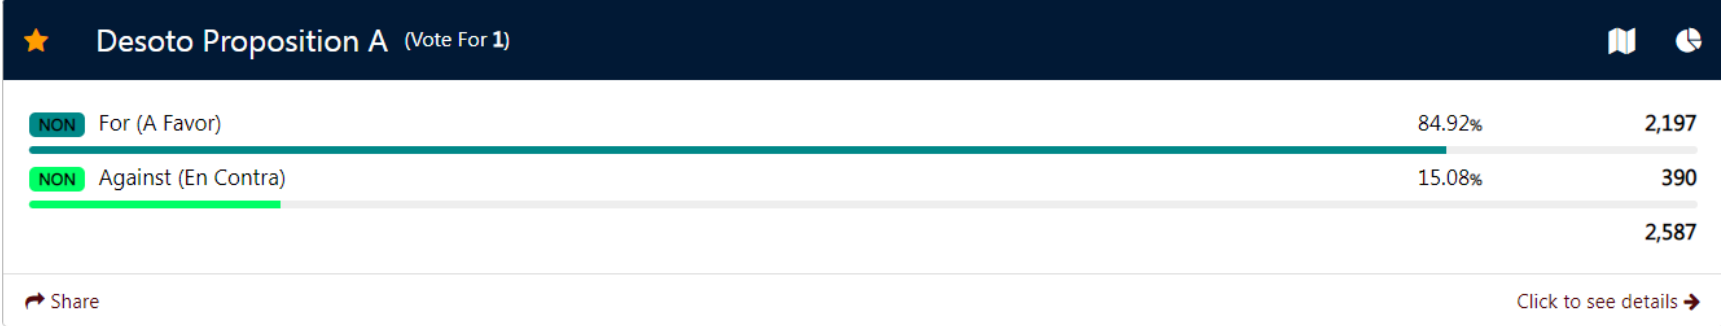 Desoto Proposition A (Vote For 1)
NON For (A Favor) 84.92% 2,197
NON Against (En Contra) 15.08% 390
2,587
Share Click to see details